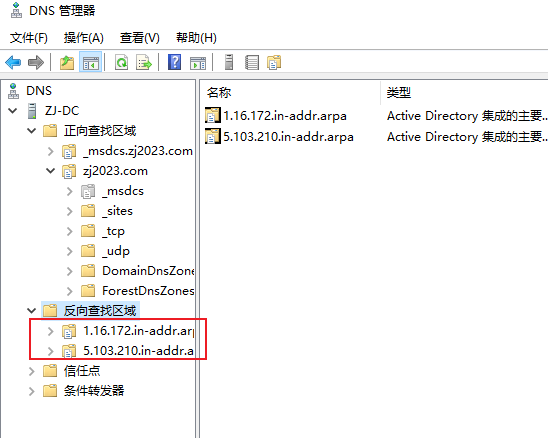 DNS 管理器
文件(F) 操作(A) 查看(V) 帮助(H)
DNS
ZJ-DC
正向查找区域
_msdcs.zj2023.com
zj2023.com
_msdcs
_sites
_tcp
_udp
DomainDnsZone
ForestDnsZones
反向查找区域
1.16.172.in-addr.arp
5.103.210.in-addr.a
信任点
条件转发器
名称 类型
1.16.172.in-addr.arpa Active Directory 集成的主要...
5.103.210.in-addr.arpa Active Directory 集成的主要...